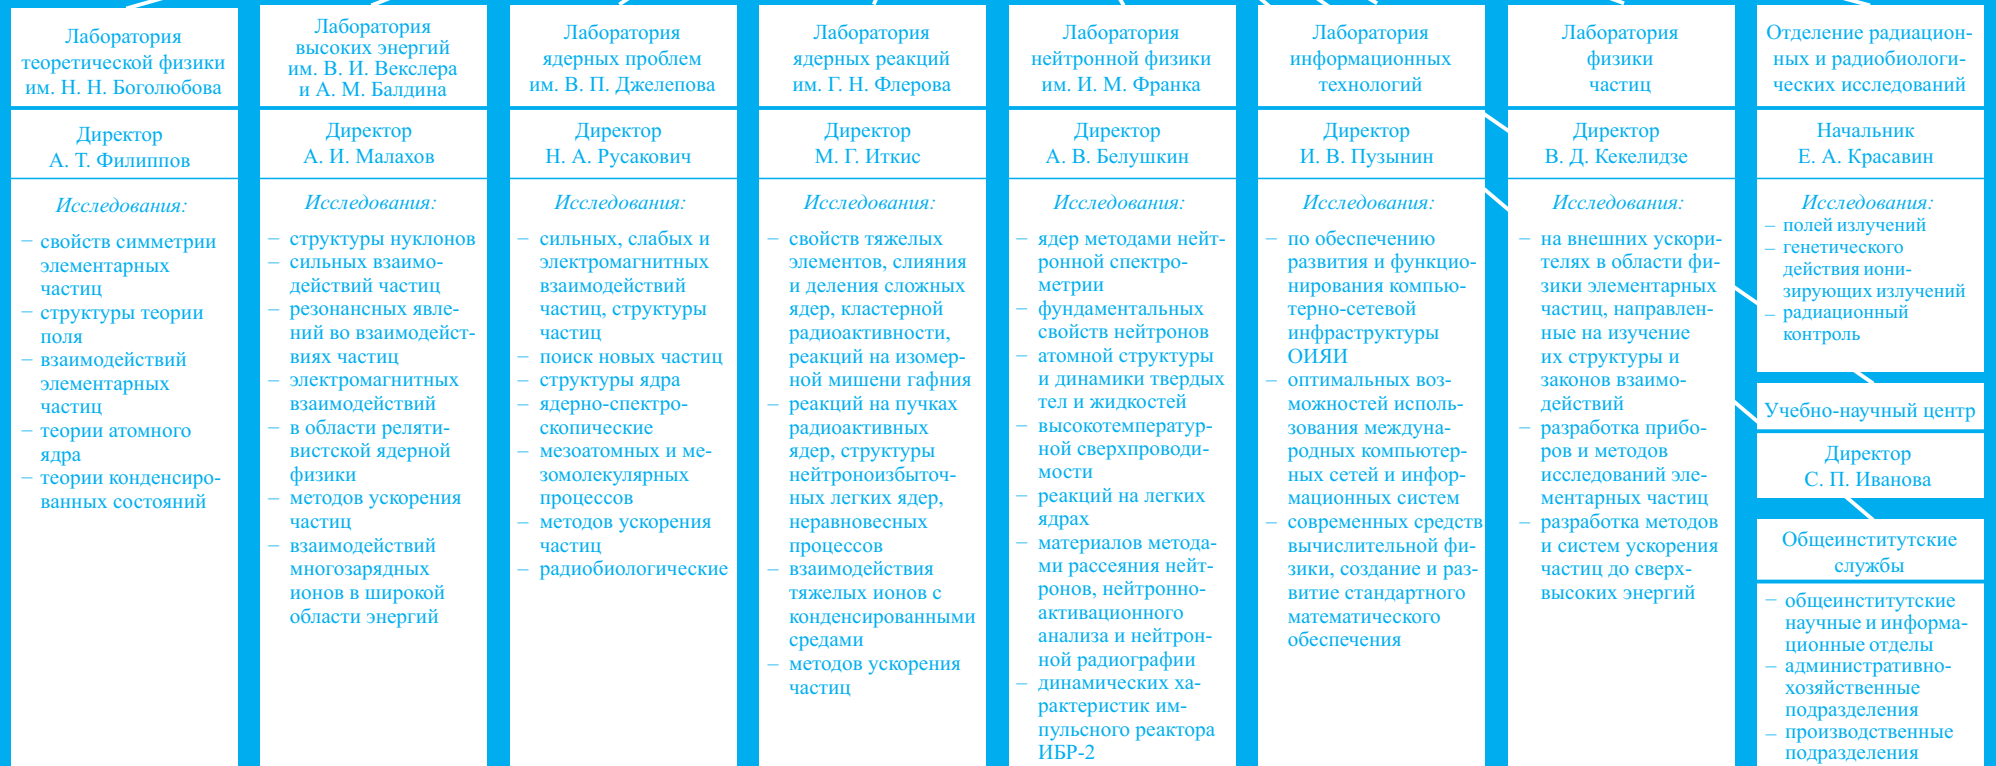 Лаборатория
теоретической физики
им. Н. Н. Боголюбова
Директор
А. Т. Филиппов
Исследования:
– свойств симметрии
элементарных
частиц
– структуры теории
поля
– взаимодействий
элементарных
частиц
– теории атомного
ядра
– теории конденсиро-
ванных состояний
Лаборатория
высоких энергий
им. В. И. Векслера
и А. М. Балдина
Директор
А. И. Малахов
Исследования:
– структуры нуклонов
– сильных взаимо-
действий частиц
– резонансных явле-
ний во взаимодейст-
виях частиц
– электромагнитных
взаимодействий
– в области реляти-
вистской ядерной
физики
– методов ускорения
частиц
– взаимодействий
многозарядных
ионов в широкой
области энергий
Лаборатория
ядерных проблем
им. В. П. Джелепова
Директор
Н. А. Русакович
Исследования:
– сильных, слабых и
электромагнитных
взаимодействий
частиц, структуры
частиц
– поиск новых частиц
– структуры ядра
– ядерно-спектро-
скопические
– мезоатомных и ме-
зомолекулярных
процессов
– методов ускорения
частиц
– радиобиологические
Лаборатория
ядерных реакций
им. Г. Н. Флерова
Директор
М. Г. Иткис
Исследования:
– свойств тяжелых
элементов, слияния
и деления сложных
ядер, кластерной
радиоактивности,
реакций на изомер-
ной мишени гафния
– реакций на пучках
радиоактивных
ядер, структуры
нейтроноизбыточ-
ных легких ядер,
неравновесных
процессов
– взаимодействия
тяжелых ионов с
конденсированными
средами
– методов ускорения
частиц
Лаборатория
нейтронной физики
им. И. М. Франка
Директор
А. В. Белушкин
Исследования:
– ядер методами нейт-
ронной спектро-
метрии
– фундаментальных
свойств нейтронов
– атомной структуры
и динамики твердых
тел и жидкостей
– высокотемператур-
ной сверхпроводи-
мости
– реакций на легких
ядрах
– материалов метода-
ми рассеяния нейт-
ронов, нейтронно-
активационного
анализа и нейтрон-
ной радиографии
– динамических ха-
рактеристик им-
пульсного реактора
ИБР-2
Лаборатория
информационных
технологий
Директор
И. В. Пузынин
Исследования:
– по обеспечению
развития и функцио-
нирования компью-
терно-сетевой
инфраструктуры
ОИЯИ
– оптимальных воз-
можностей исполь-
зования междуна-
родных компьютер-
ных сетей и инфор-
мационных систем
– современных средств
вычислительной фи-
зики, создание и раз-
витие стандартного
математического
обеспечения
Лаборатория
физики
частиц
Директор
В. Д. Кекелидзе
Исследования:
– на внешних ускори-
телях в области фи-
зики элементарных
частиц, направлен-
ные на изучение
их структуры и
законов взаимо-
действий
– разработка прибо-
ров и методов
исследований эле-
ментарных частиц
– разработка методов
и систем ускорения
частиц до сверх-
высоких энергий
Отделение радиацион-
ных и радиобиологи-
ческих исследований
Начальник
Е. А. Красавин
Исследования:
– полей излучений
– генетического
действия иони-
зирующих излучений
– радиационный
контроль
Учебно-научный центр
Директор
С. П. Иванова
Общеинститутские
службы
– общеинститутские
научные и информа-
ционные отделы
– административно-
хозяйственные
подразделения
– производственные
подразделения